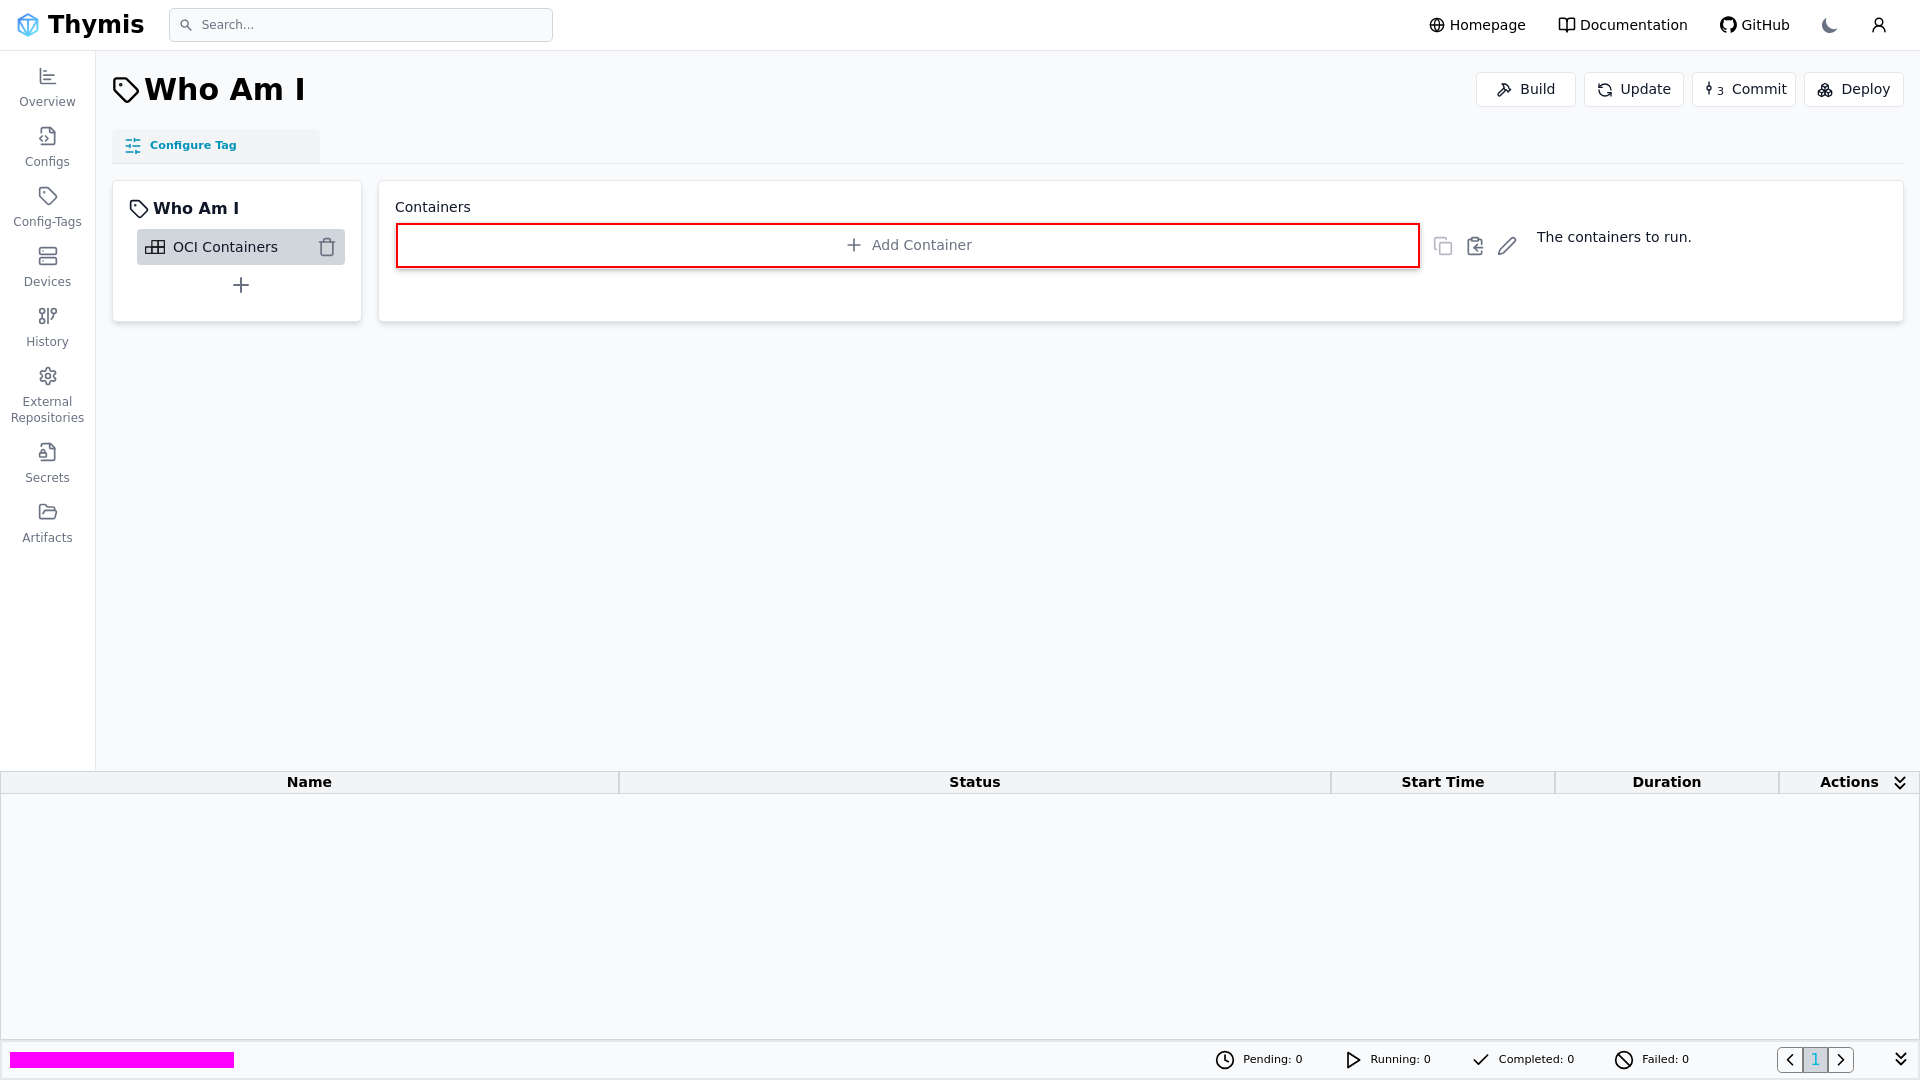 Thymis
Search...
Homepage
Documentation
GitHub
Overview
Configs
Config-Tags
Devices
History
External
Repositories
Secrets
Artifacts
Who Am I
Build
Update
3 Commit
Deploy
Configure Tag
Who Am I
OCI Containers
Containers
Add Container
The containers to run.
Name Status Start Time Duration Actions
Pending: 0 Running: 0 Completed: 0 Failed: 0 1